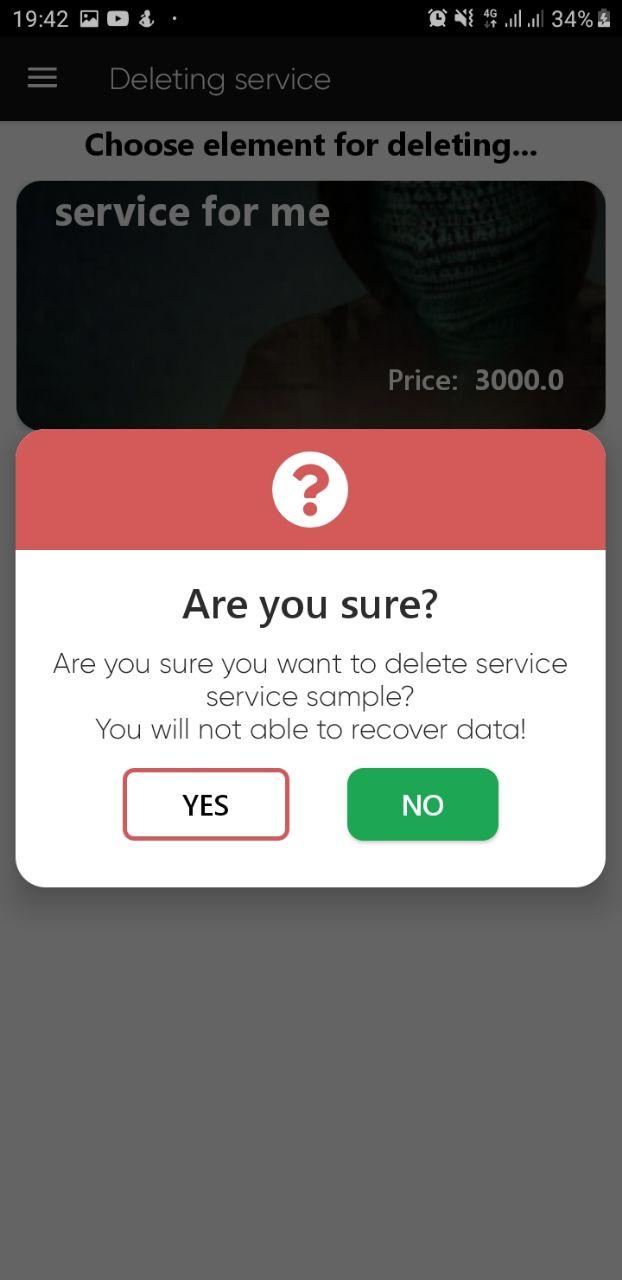 19:42 4G 34%
Deleting service
Choose element for deleting...
service for me
Price: 3000.0
?
Are you sure?
Are you sure you want to delete service
service sample?
You will not able to recover data!
YES NO